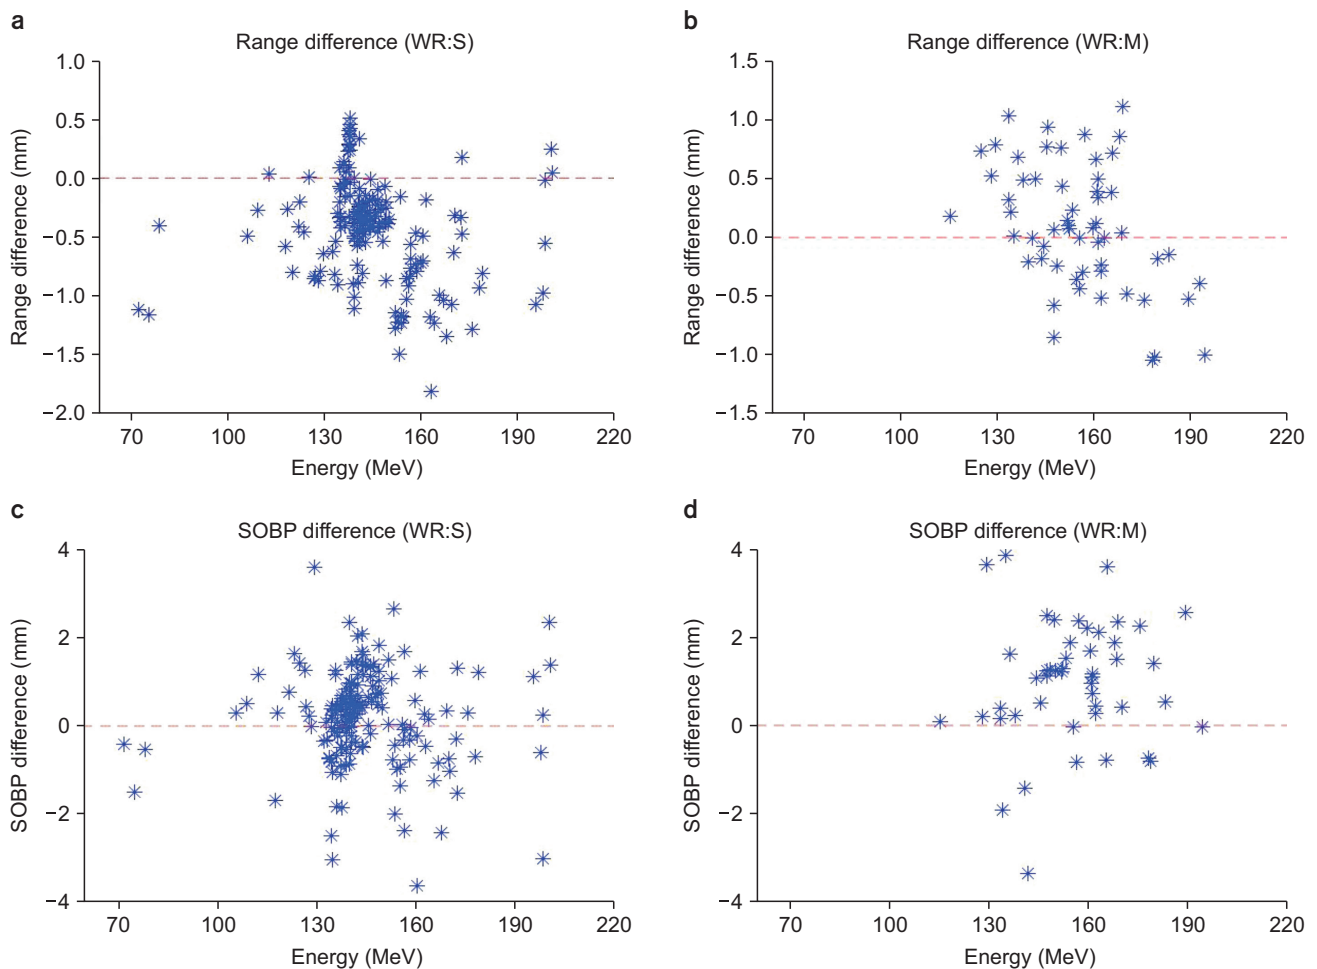 a
Range difference (WR:S)
1.0
0.5
0.0
−0.5
−1.0
−1.5
−2.0
Range difference (mm)
70 100 130 160 190 220
Energy (MeV)
b
Range difference (WR:M)
1.5
1.0
0.5
0.0
−0.5
−1.0
−1.5
Range difference (mm)
70 100 130 160 190 220
Energy (MeV)
c
SOBP difference (WR:S)
4
2
0
−2
−4
SOBP difference (mm)
70 100 130 160 190 220
Energy (MeV)
d
SOBP difference (WR:M)
4
2
0
−2
−4
SOBP difference (mm)
70 100 130 160 190 220
Energy (MeV)